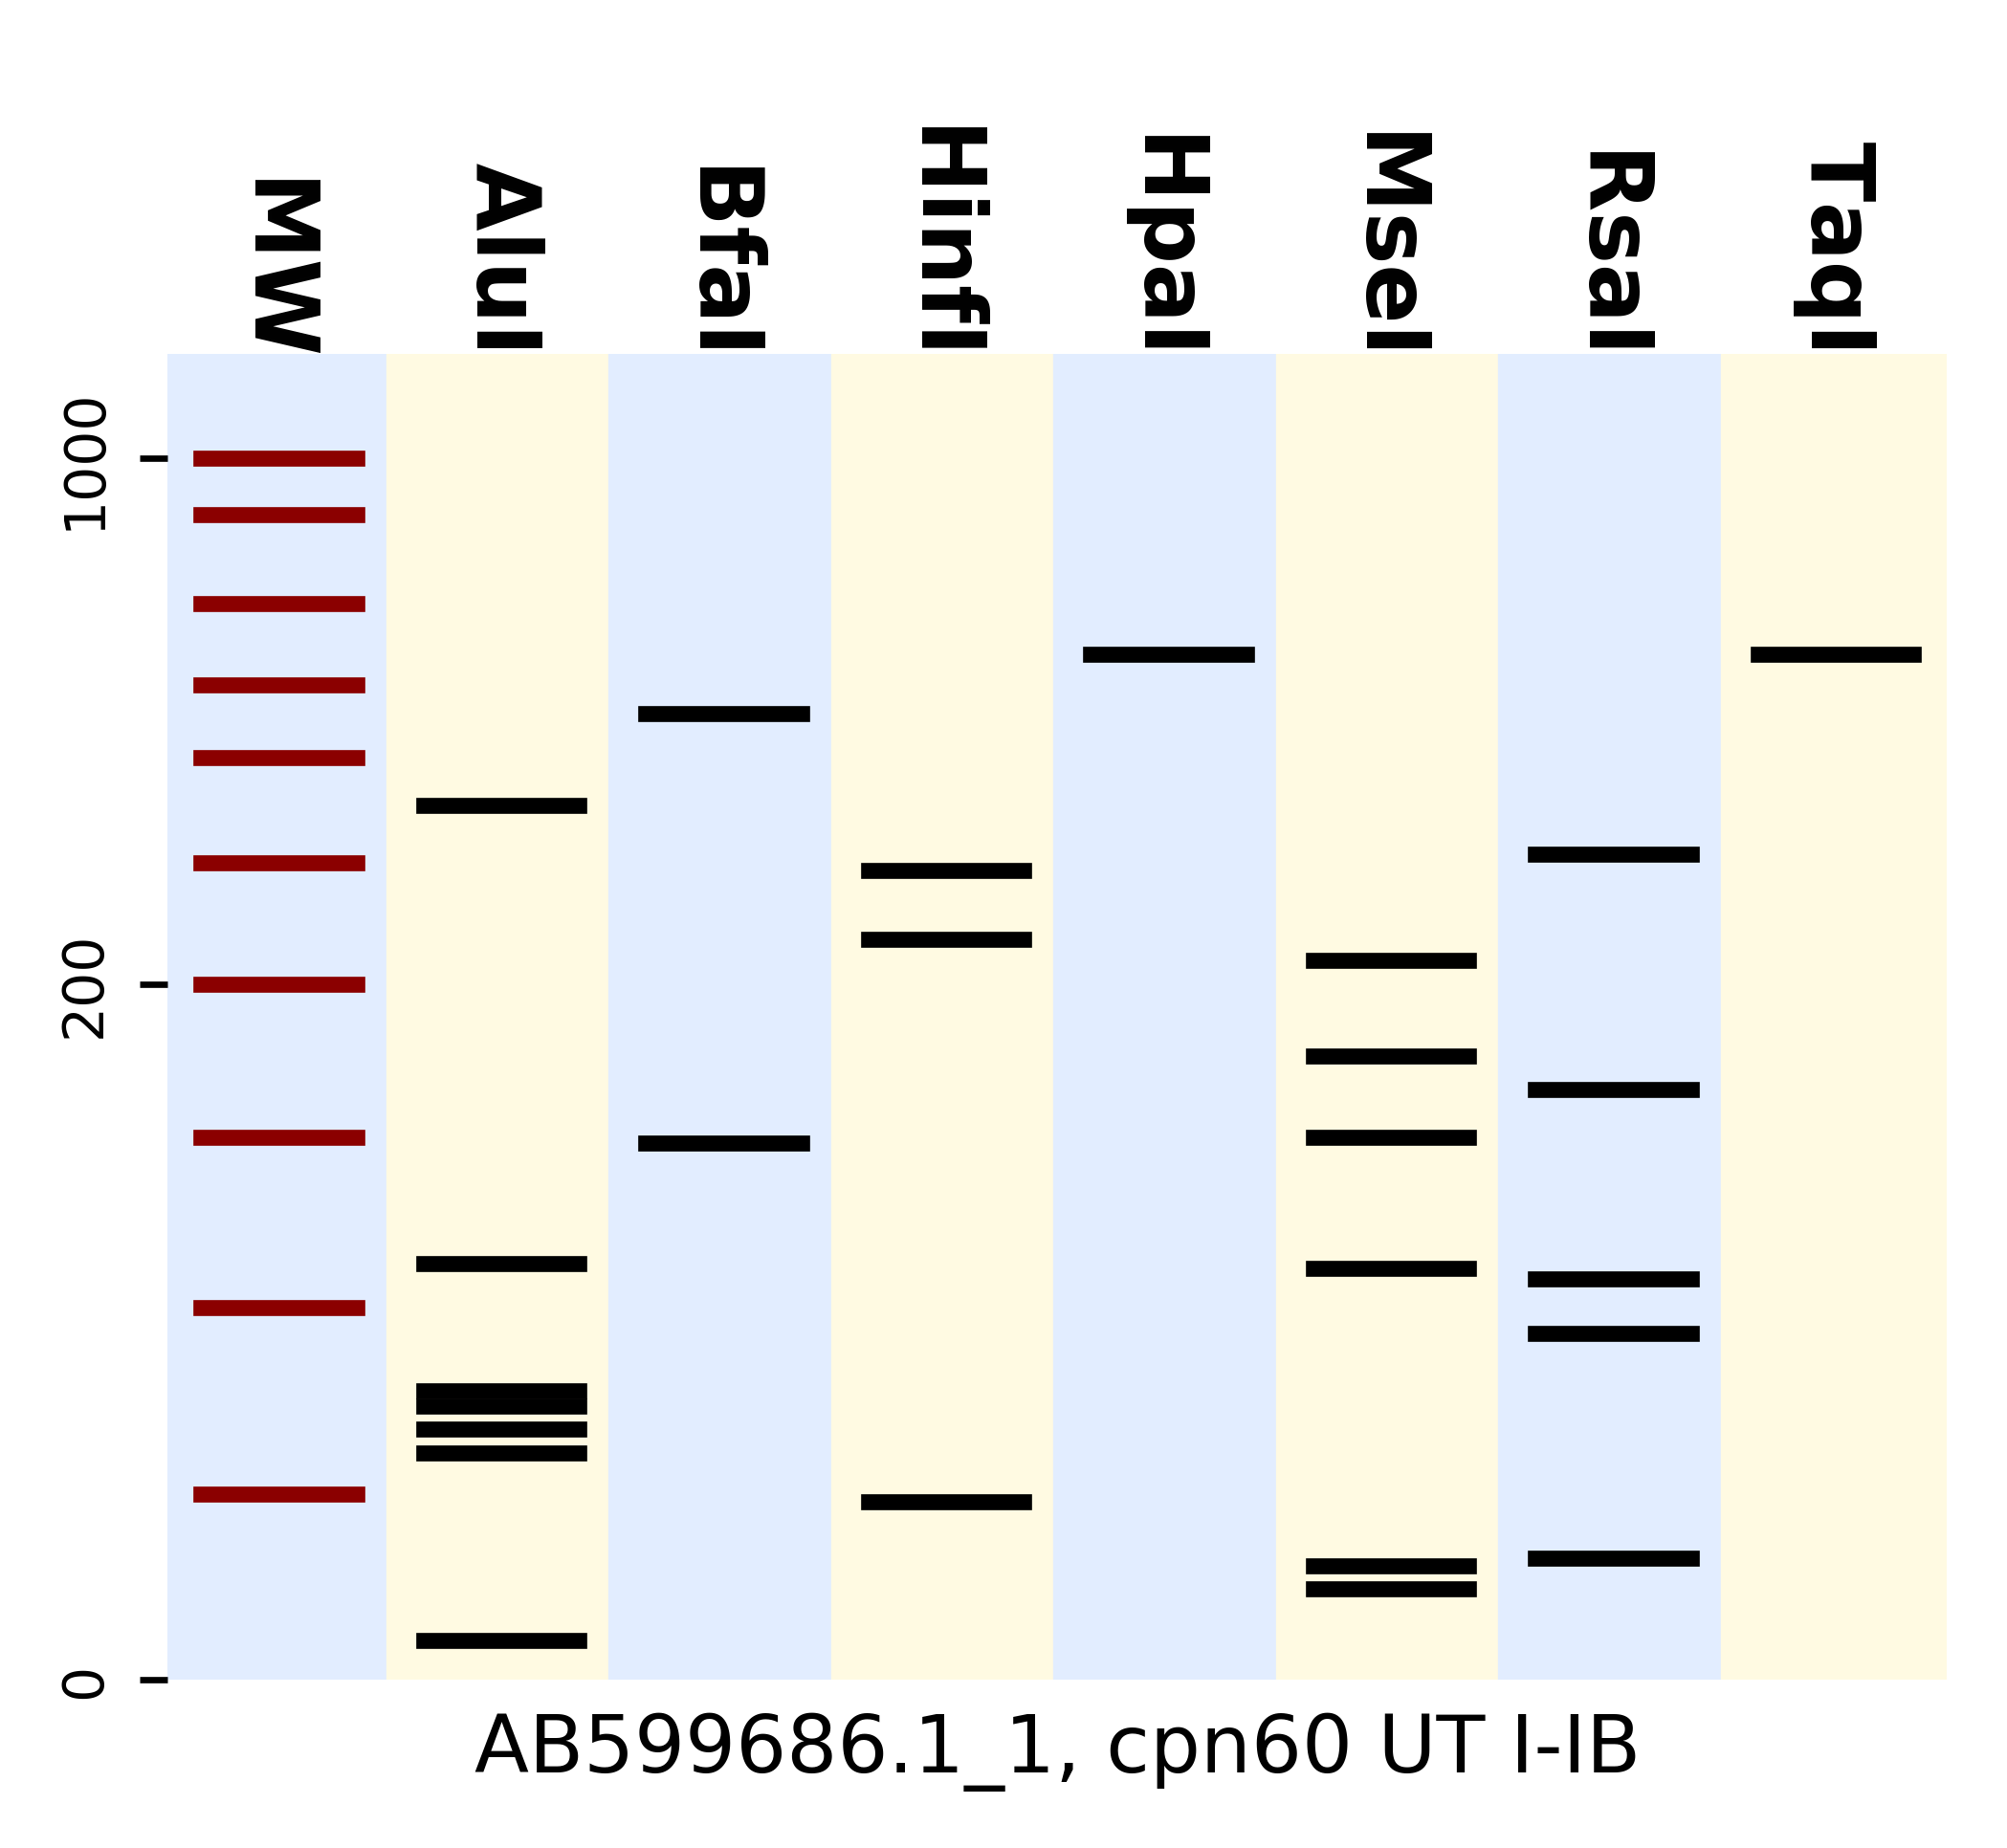 MW
AluI
BfaI
HinfI
HpaI
MseI
RsaI
TaqI
1000
200
0
AB599686.1_1, cpn60 UT I-IB